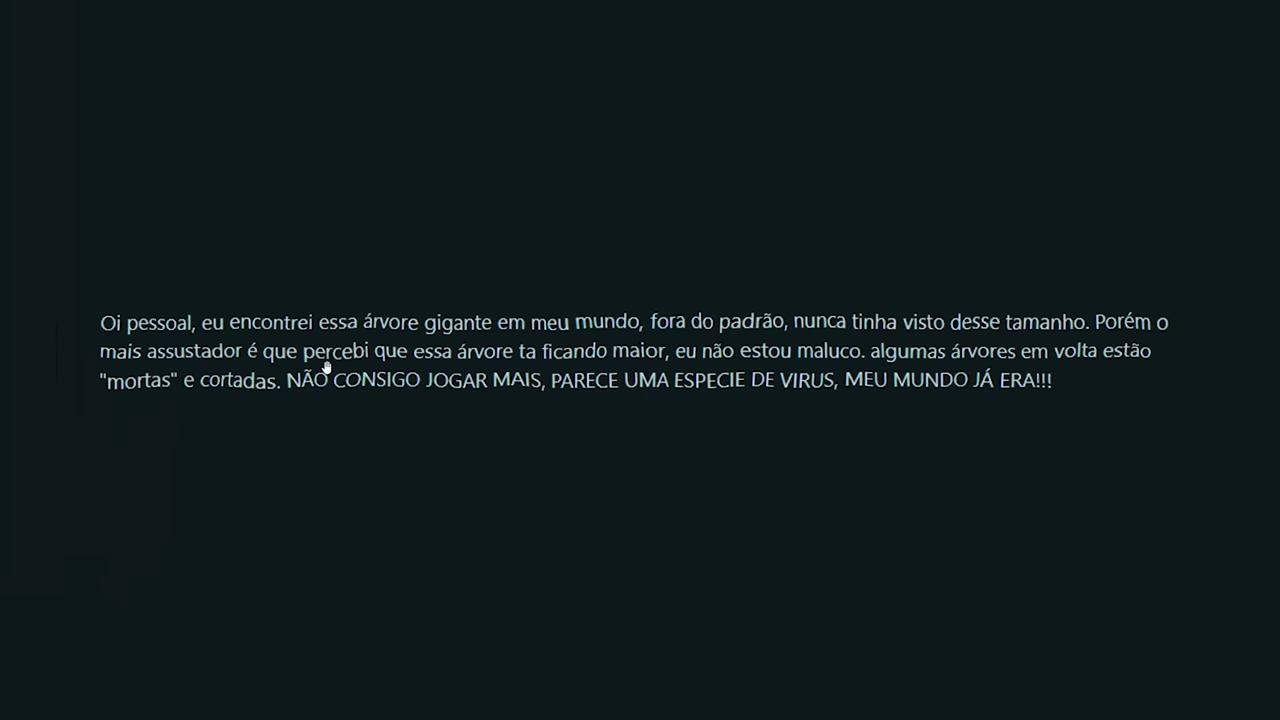 Oi pessoal, eu encontrei essa árvore gigante em meu mundo, fora do padrão, nunca tinha visto desse tamanho. Porém o
mais assustador é que percebi que essa árvore ta ficando maior, eu não estou maluco. algumas árvores em volta estão
"mortas" e cortadas. NÃO CONSIGO JOGAR MAIS, PARECE UMA ESPECIE DE VIRUS, MEU MUNDO JÁ ERA!!!